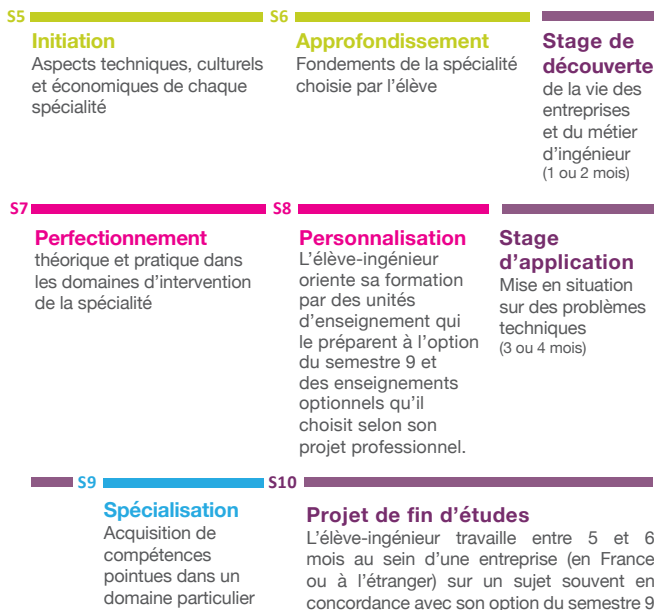 S5
Initiation
Aspects techniques, culturels
et économiques de chaque
spécialité
S6
Approfondissement
Fondements de la spécialité
choisie par l'élève
Stage de
découverte
de la vie des
entreprises
et du métier
d'ingénieur
(1 ou 2 mois)
S7
Perfectionnement
théorique et pratique dans
les domaines d'intervention
de la spécialité
S8
Personnalisation
L'élève-ingénieur
oriente sa formation
par des unités
d'enseignement qui
le préparent à l'option
du semestre 9 et
des enseignements
optionnels qu'il
choisit selon son
projet professionnel.
Stage
d'application
Mise en situation
sur des problèmes
techniques
(3 ou 4 mois)
S9
Spécialisation
Acquisition de
compétences
pointues dans un
domaine particulier
S10
Projet de fin d'études
L'élève-ingénieur travaille entre 5 et 6
mois au sein d'une entreprise (en France
ou à l'étranger) sur un sujet souvent en
concordance avec son option du semestre 9